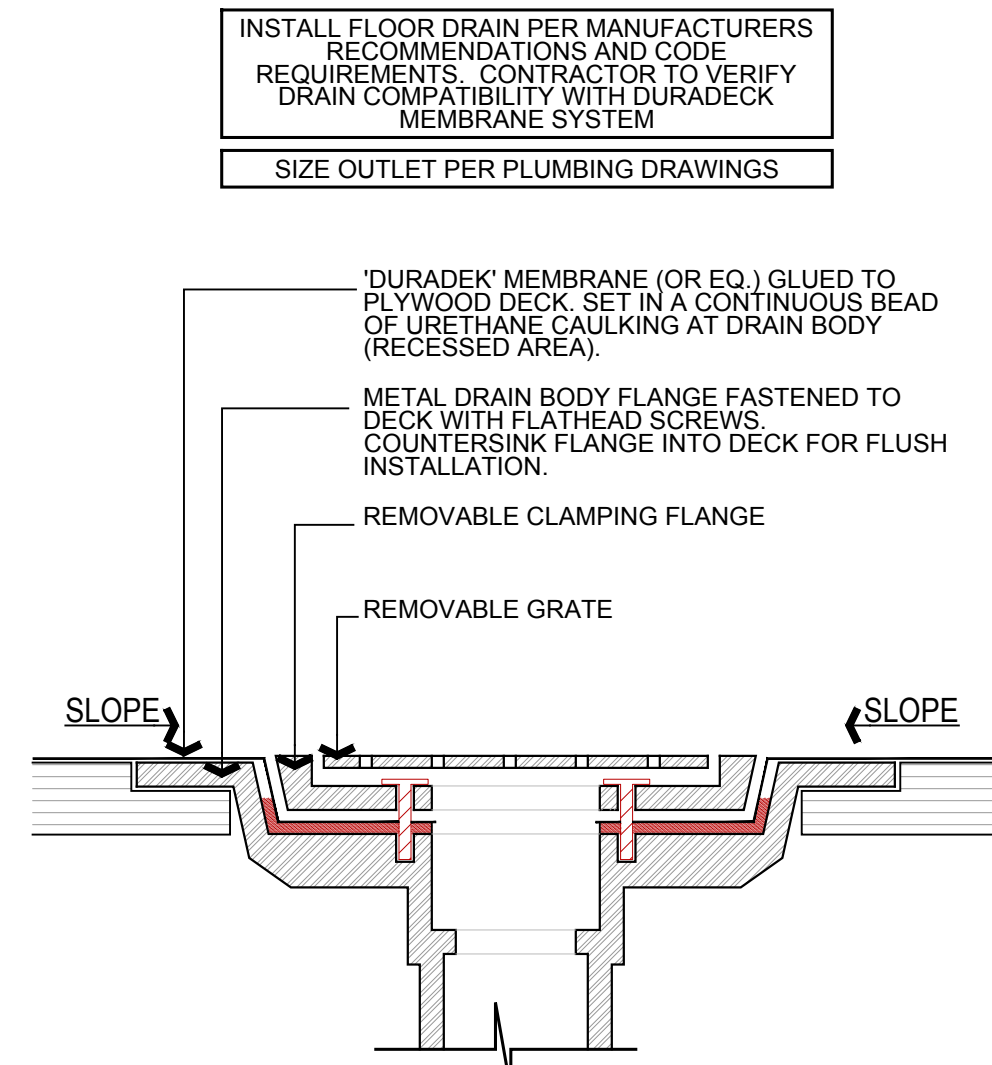 INSTALL FLOOR DRAIN PER MANUFACTURERS
RECOMMENDATIONS AND CODE
REQUIREMENTS.  CONTRACTOR TO VERIFY
DRAIN COMPATIBILITY WITH DURADECK
MEMBRANE SYSTEM
SIZE OUTLET PER PLUMBING DRAWINGS
'DURADEK' MEMBRANE (OR EQ.) GLUED TO
PLYWOOD DECK. SET IN A CONTINUOUS BEAD
OF URETHANE CAULKING AT DRAIN BODY
(RECESSED AREA).
METAL DRAIN BODY FLANGE FASTENED TO
DECK WITH FLATHEAD SCREWS.
COUNTERSINK FLANGE INTO DECK FOR FLUSH
INSTALLATION.
REMOVABLE CLAMPING FLANGE
REMOVABLE GRATE
SLOPE
SLOPE